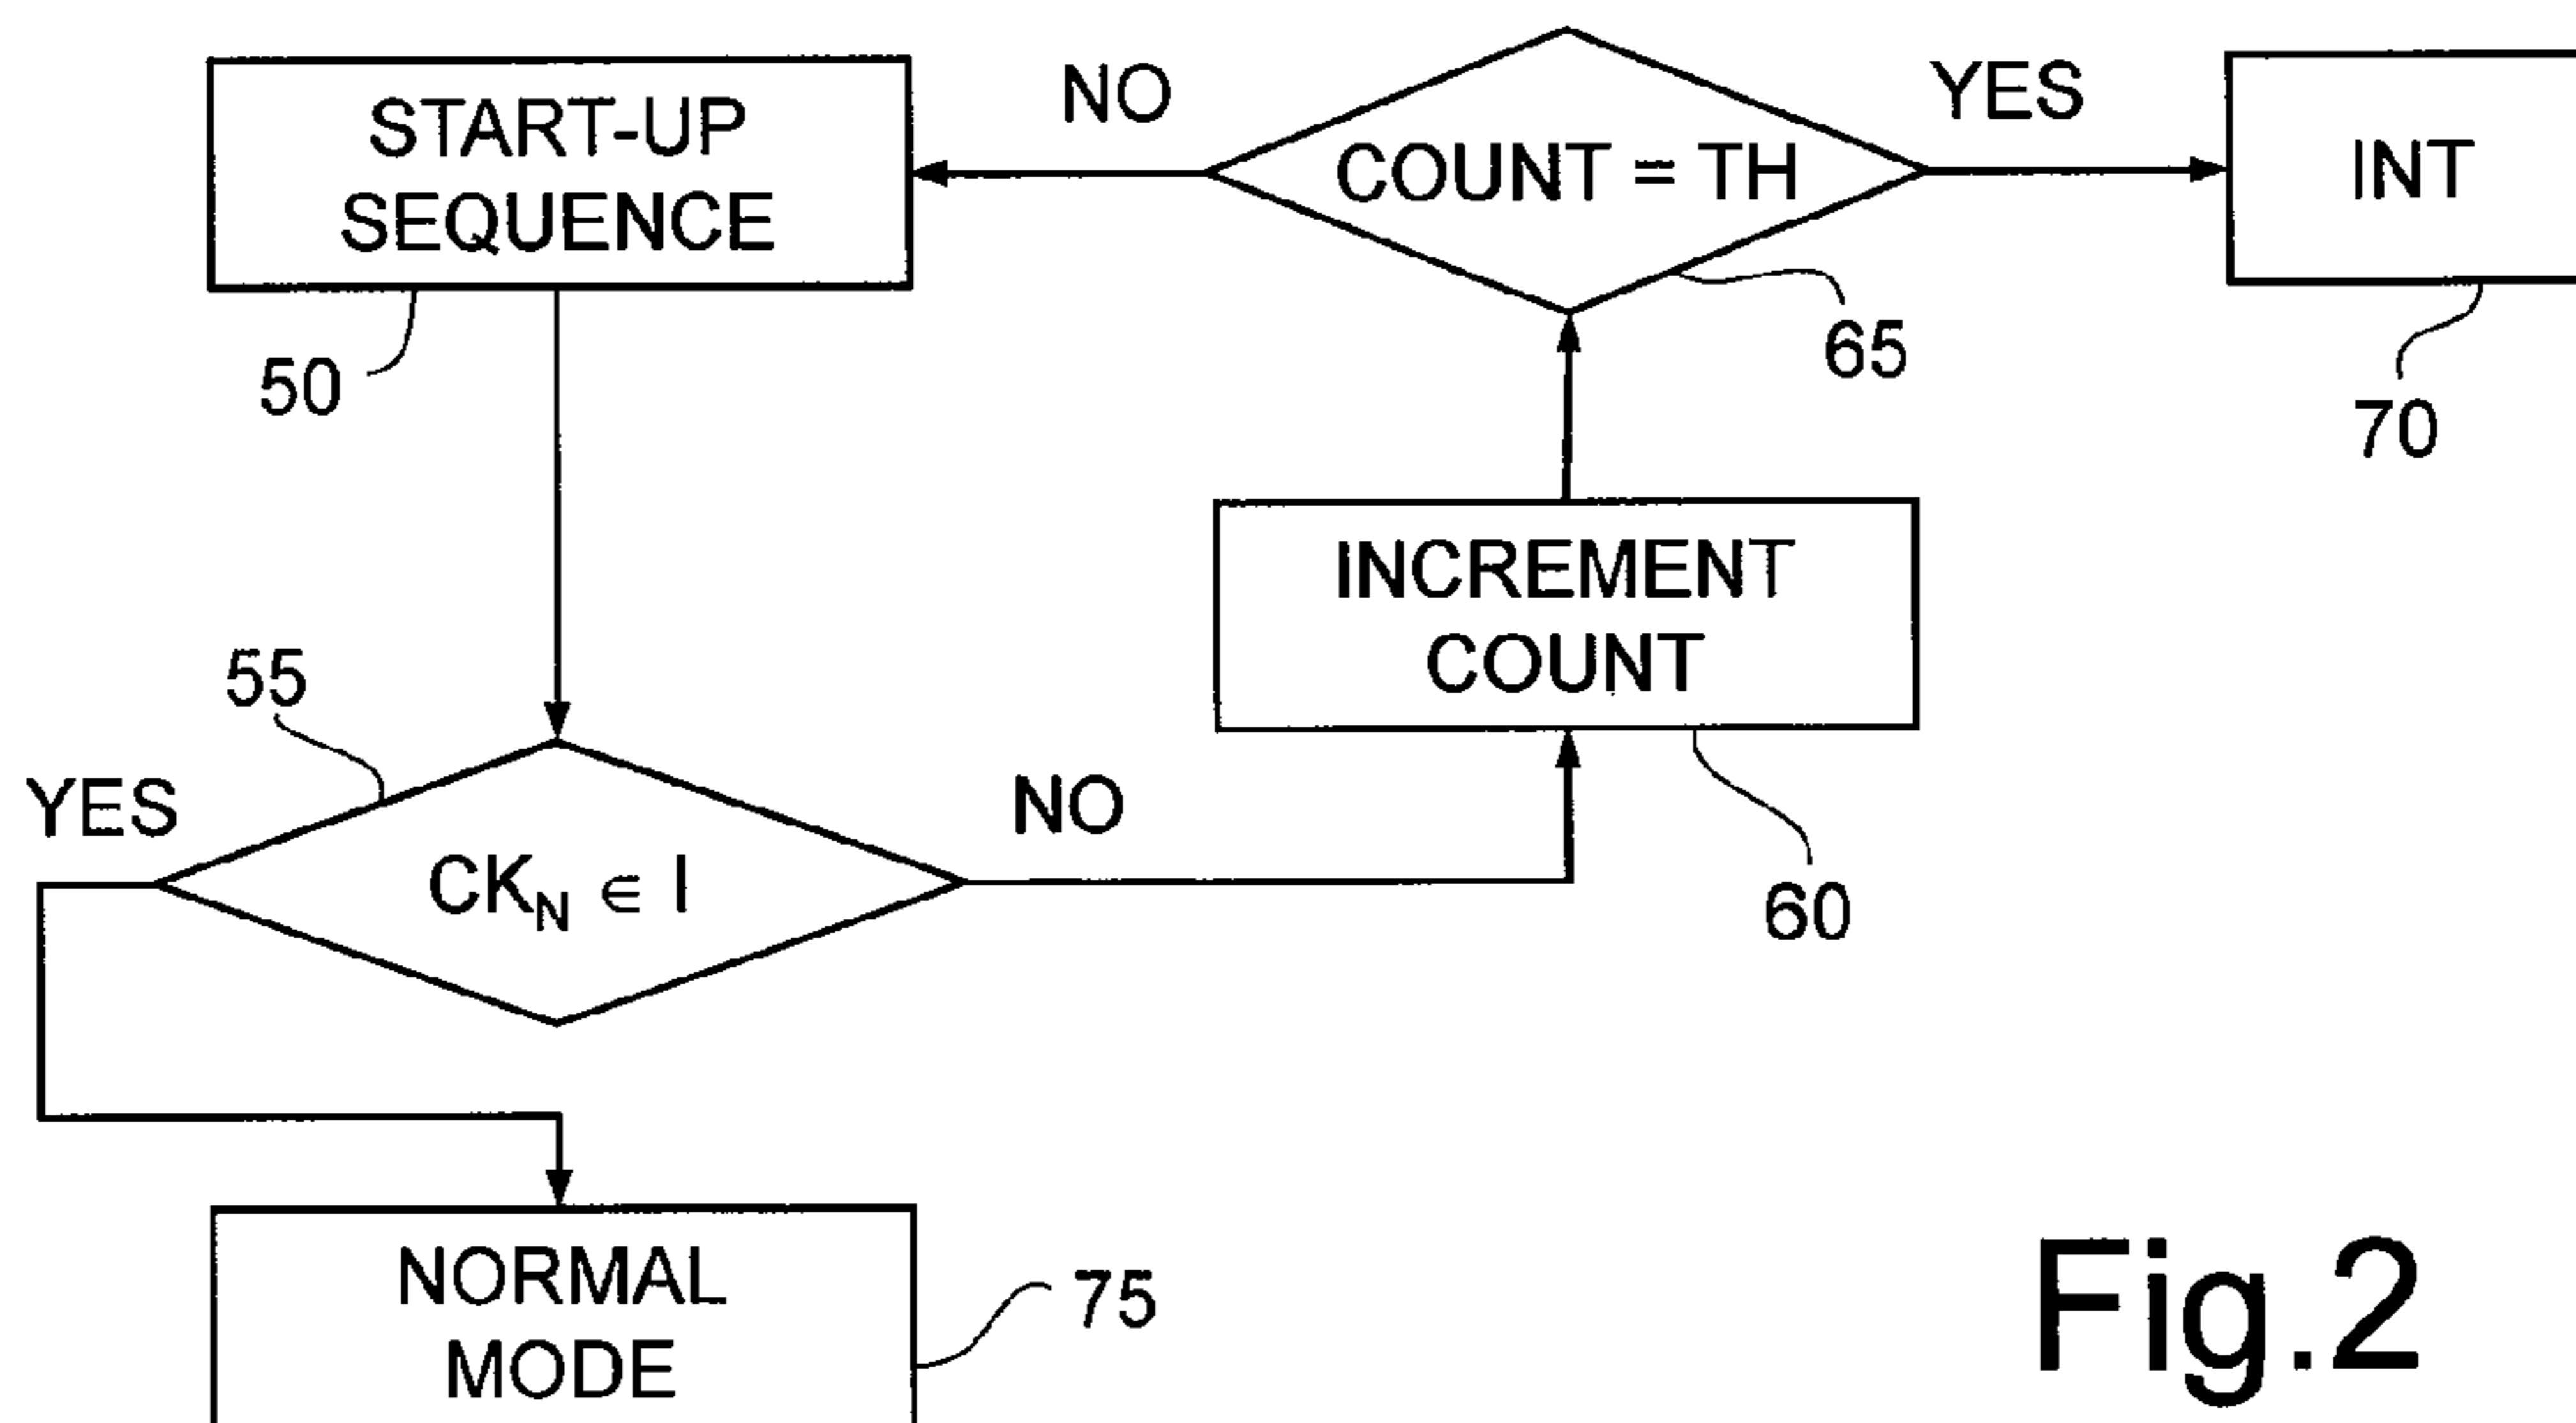 START-UP
SEQUENCE
50
NO
COUNT = TH
65
YES
INT
70
INCREMENT
COUNT
60
55
YES
CK_N ∈ I
NO
NORMAL
MODE
75
Fig.2